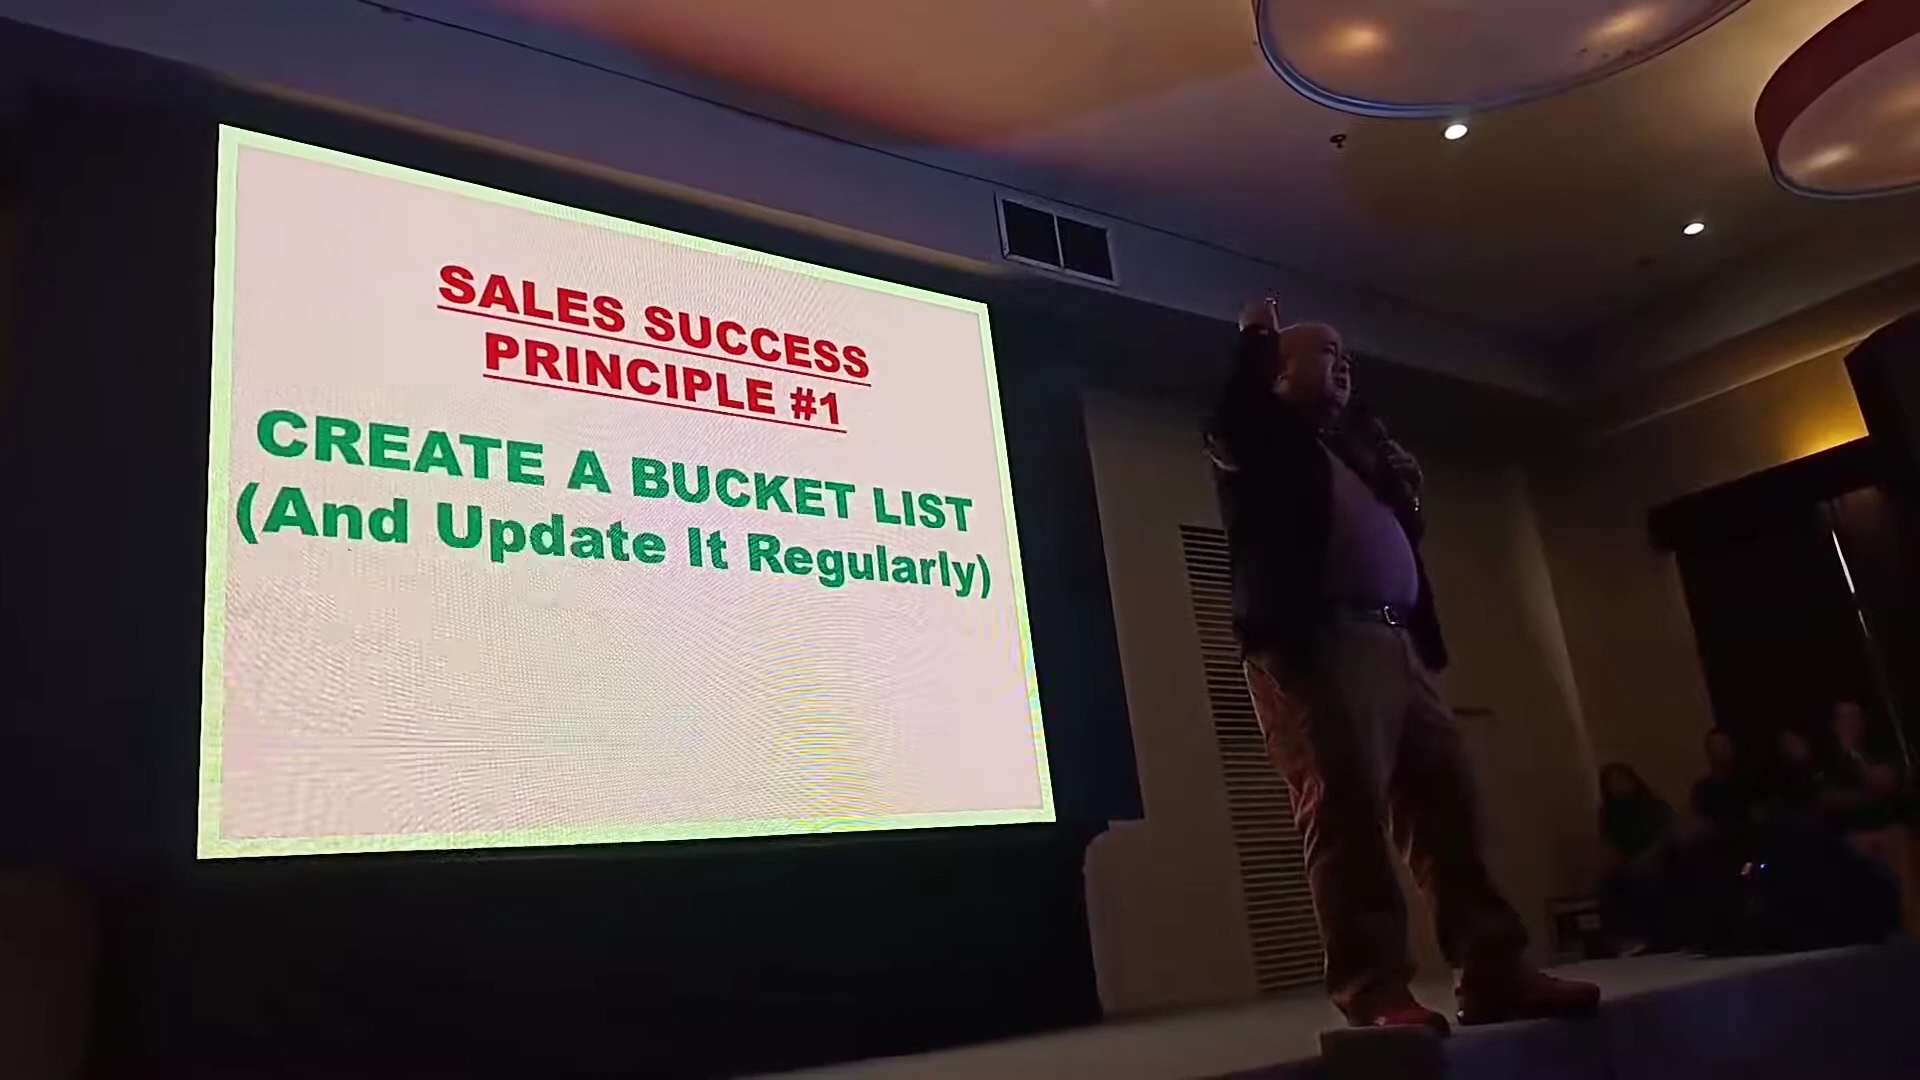 SALES SUCCESS
PRINCIPLE #1
CREATE A BUCKET LIST
(And Update It Regularly)